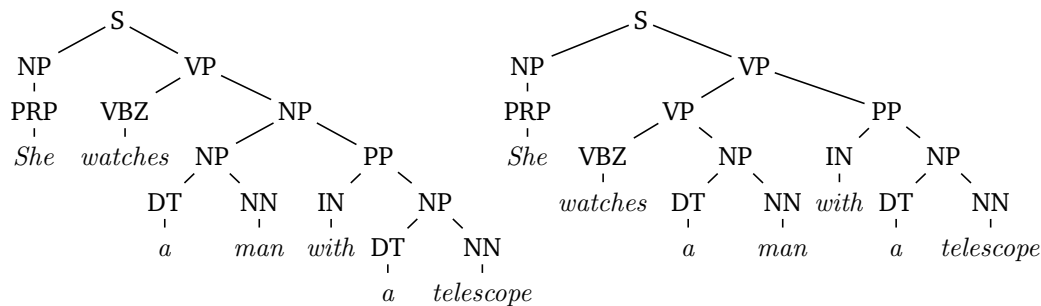 S S
NP VP NP VP
PRP VBZ NP PRP VP PP
She watches NP PP She VBZ NP IN NP
DT NN IN NP watches DT NN with DT NN
a man with DT NN a man a telescope
a telescope